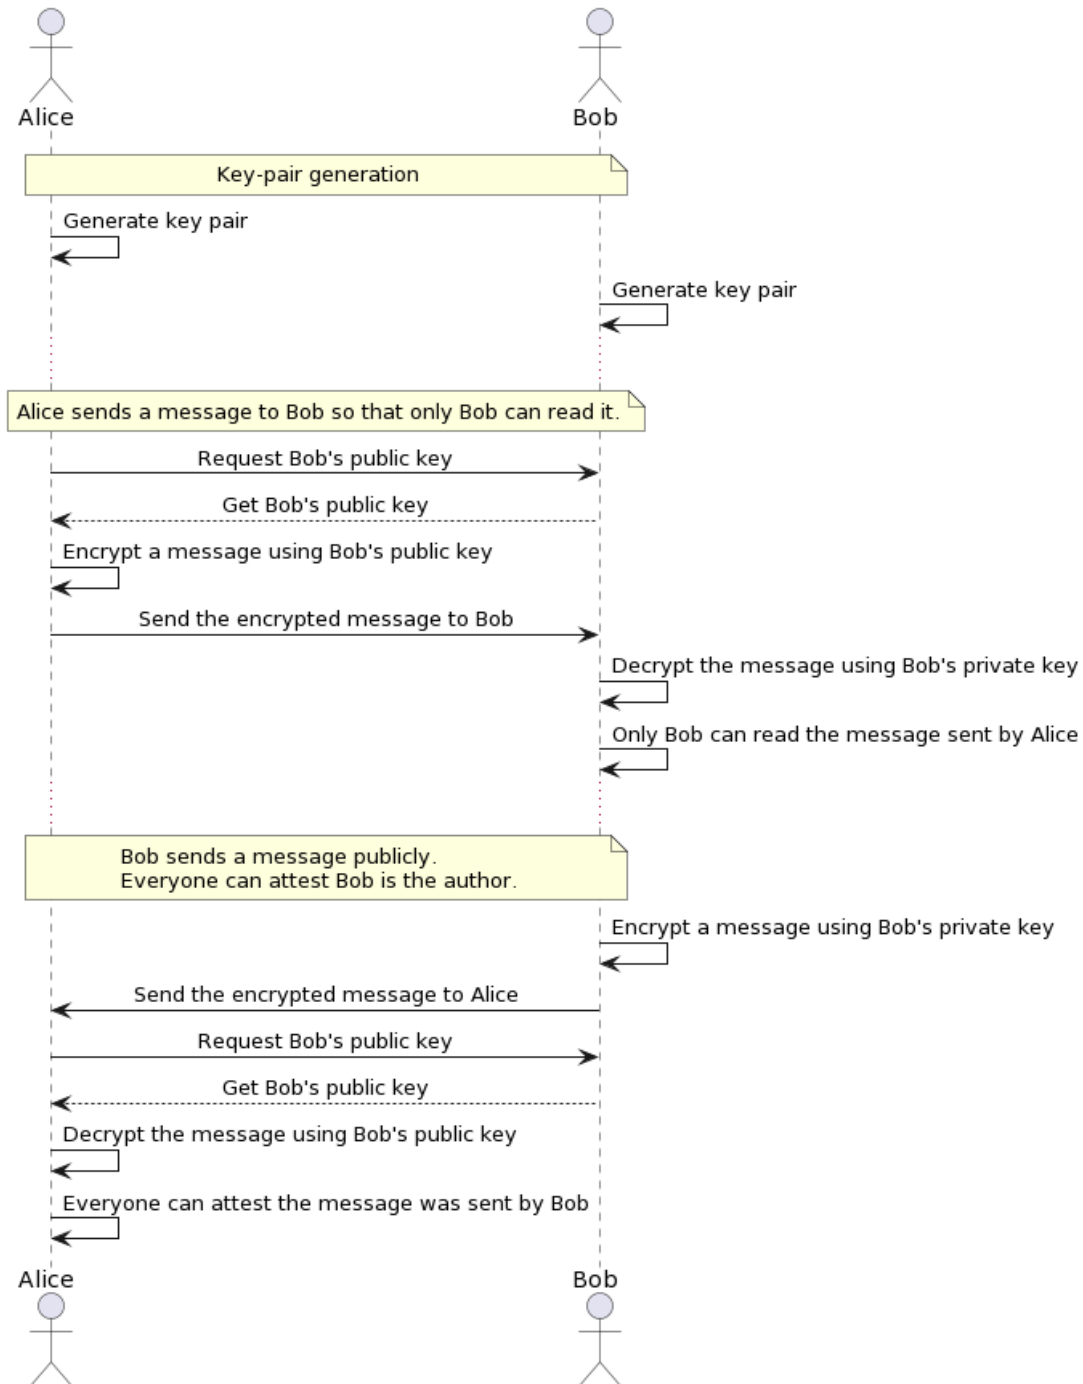 Alice
Bob
Key-pair generation
Generate key pair
Generate key pair
Alice sends a message to Bob so that only Bob can read it.
Request Bob's public key
Get Bob's public key
Encrypt a message using Bob's public key
Send the encrypted message to Bob
Decrypt the message using Bob's private key
Only Bob can read the message sent by Alice
Bob sends a message publicly.
Everyone can attest Bob is the author.
Encrypt a message using Bob's private key
Send the encrypted message to Alice
Request Bob's public key
Get Bob's public key
Decrypt the message using Bob's public key
Everyone can attest the message was sent by Bob
Alice
Bob